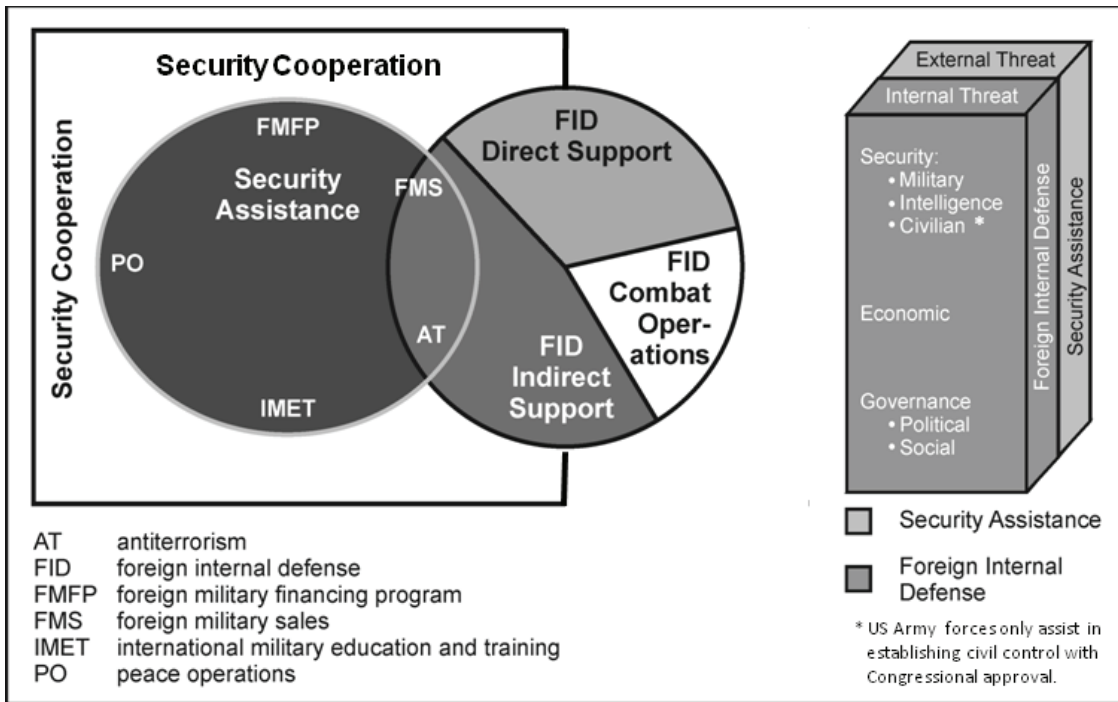 Security Cooperation
Security Cooperation
FMFP
Security
Assistance
FMS
PO
AT
IMET
FID
Direct Support
FID
Combat
Oper-
ations
FID
Indirect
Support
AT antiterrorism
FID foreign internal defense
FMFP foreign military financing program
FMS foreign military sales
IMET international military education and training
PO peace operations
External Threat
Internal Threat
Security:
• Military
• Intelligence
• Civilian *
Economic
Governance
• Political
• Social
Foreign Internal Defense
Security Assistance
Security Assistance
Foreign Internal
Defense
* US Army forces only assist in
establishing civil control with
Congressional approval.